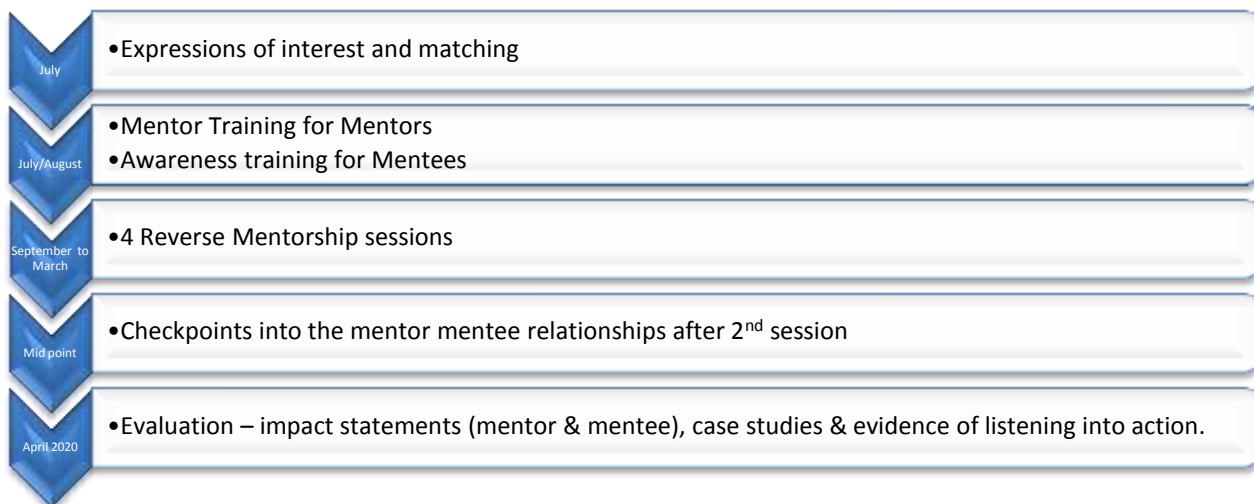 July
•Expressions of interest and matching
July/August
•Mentor Training for Mentors
•Awareness training for Mentees
September to
March
•4 Reverse Mentorship sessions
Mid point
•Checkpoints into the mentor mentee relationships after 2nd session
April 2020
•Evaluation – impact statements (mentor & mentee), case studies & evidence of listening into action.